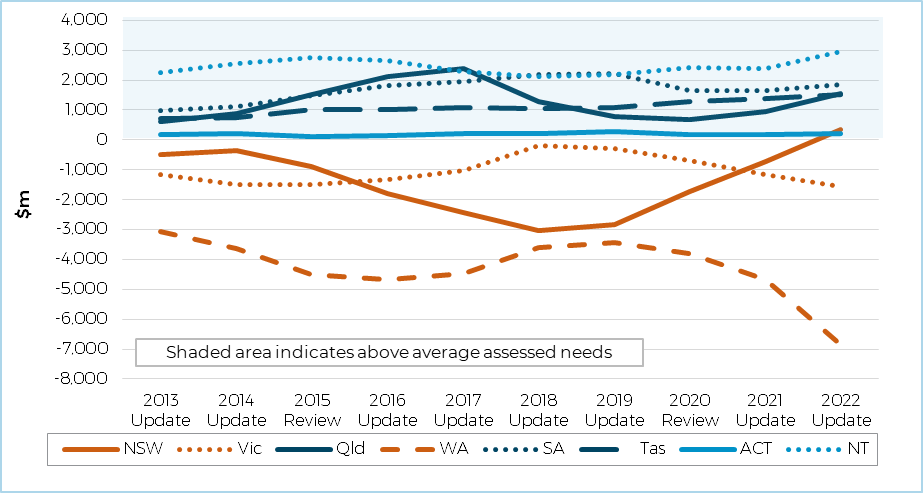 4,000
3,000
2,000
1,000
0
-1,000
-2,000
-3,000
-4,000
-5,000
-6,000
-7,000
-8,000
$m
Shaded area indicates above average assessed needs
2013 2014 2015 2016 2017 2018 2019 2020 2021 2022
Update Update Review Update Update Update Update Review Update Update
NSW Vic Qld WA SA Tas ACT NT